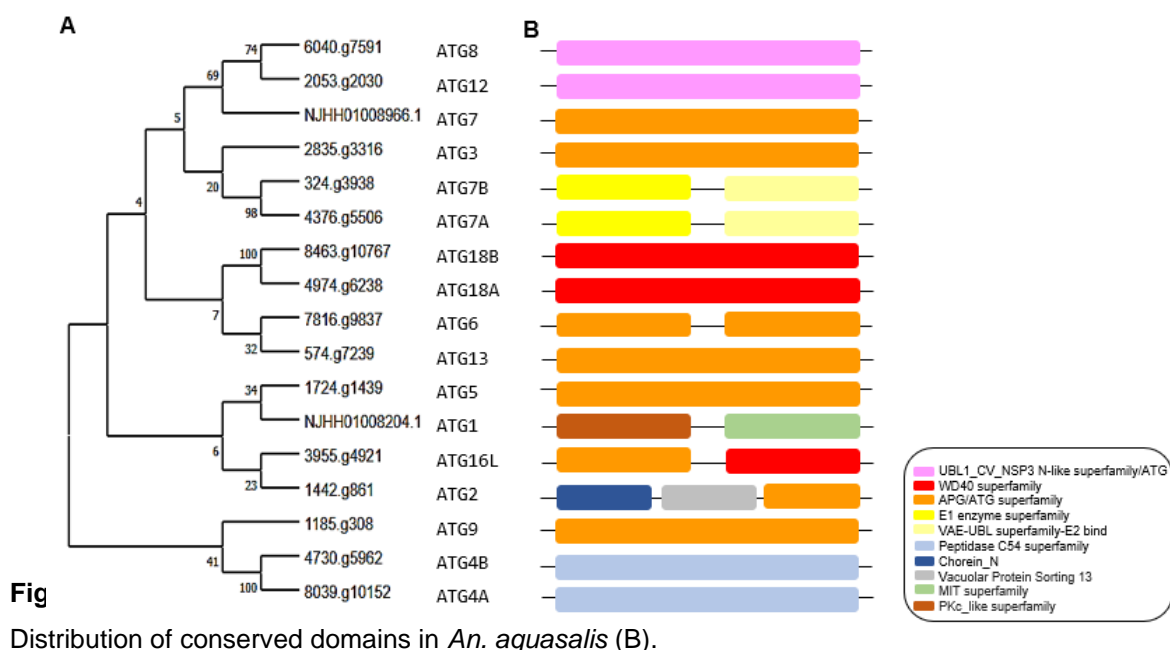 A
B
6040.g7591 ATG8
2053.g2030 ATG12
NJHH01008966.1 ATG7
2835.g3316 ATG3
324.g3938 ATG7B
4376.g5506 ATG7A
8463.g10767 ATG18B
4974.g6238 ATG18A
7816.g9837 ATG6
574.g7239 ATG13
1724.g1439 ATG5
NJHH01008204.1 ATG1
3955.g4921 ATG16L
1442.g861 ATG2
1185.g308 ATG9
4730.g5962 ATG4B
8039.g10152 ATG4A
74
69
5
20
98
4
100
7
32
34
6
23
41
100
UBL1_CV_NSP3 N-like superfamily/ATG
WD40 superfamily
APG/ATG superfamily
E1 enzyme superfamily
VAE-UBL superfamily-E2 bind
Peptidase C54 superfamily
Chorein_N
Vacuolar Protein Sorting 13
MIT superfamily
PKc_like superfamily
Fig
Distribution of conserved domains in An. aquasalis (B).